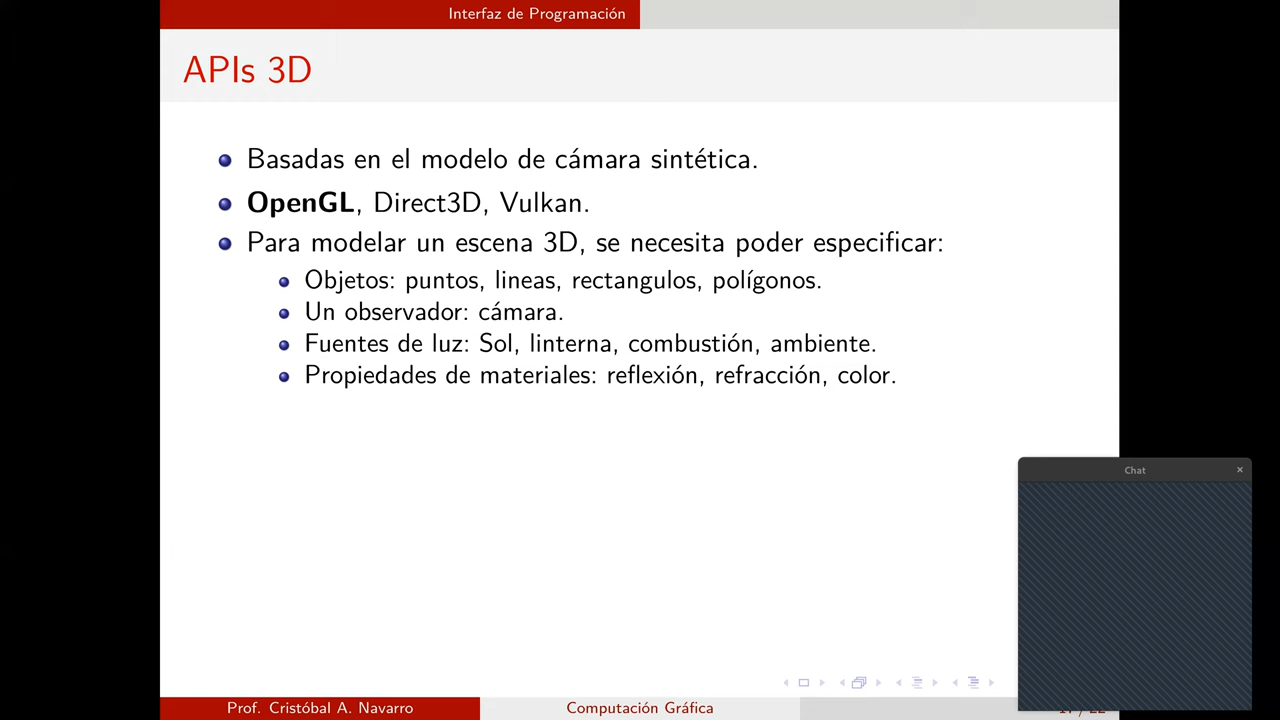 Interfaz de Programación
APIs 3D
Basadas en el modelo de cámara sintética.
OpenGL, Direct3D, Vulkan.
Para modelar un escena 3D, se necesita poder especificar:
Objetos: puntos, lineas, rectangulos, polígonos.
Un observador: cámara.
Fuentes de luz: Sol, linterna, combustión, ambiente.
Propiedades de materiales: reflexión, refracción, color.
Chat
Prof. Cristóbal A. Navarro
Computación Gráfica